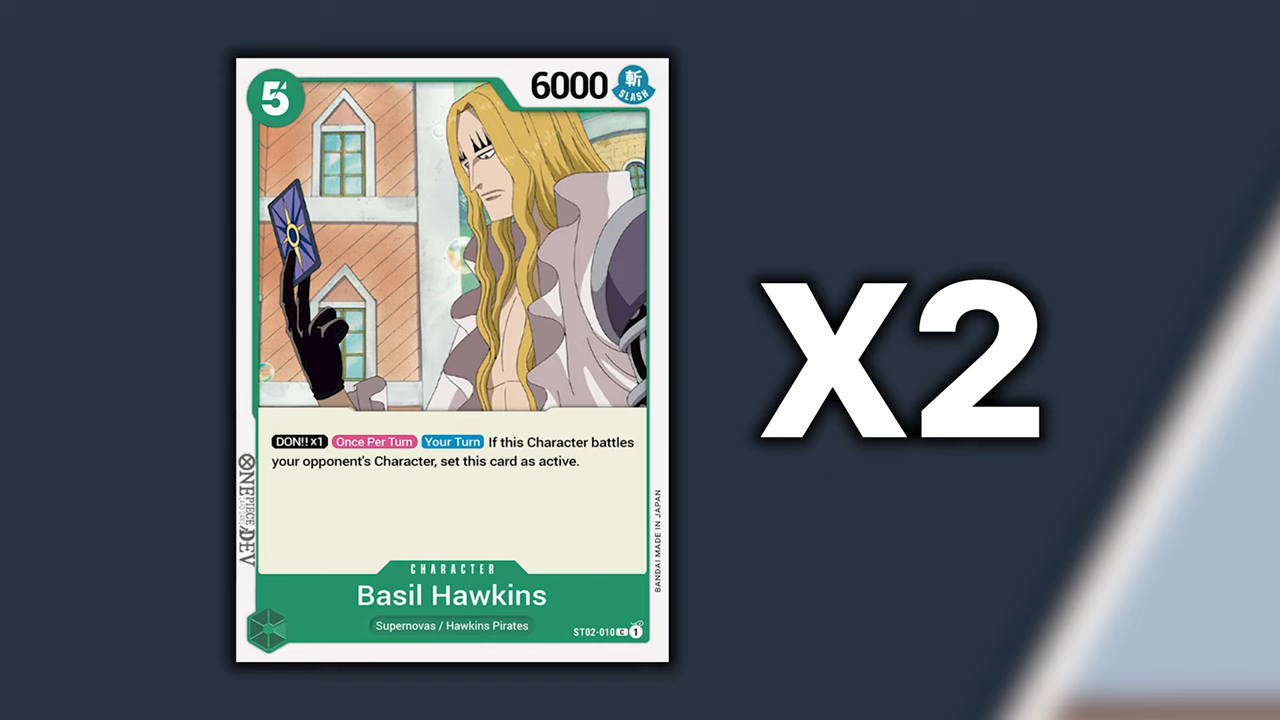 5
6000
斬
SLASH
X2
DON!! x1 Once Per Turn Your Turn If this Character battles
your opponent's Character, set this card as active.
ONE PIECE
DEV
BANDAI MADE IN JAPAN
CHARACTER
Basil Hawkins
Supernovas / Hawkins Pirates
ST02-010 C 1